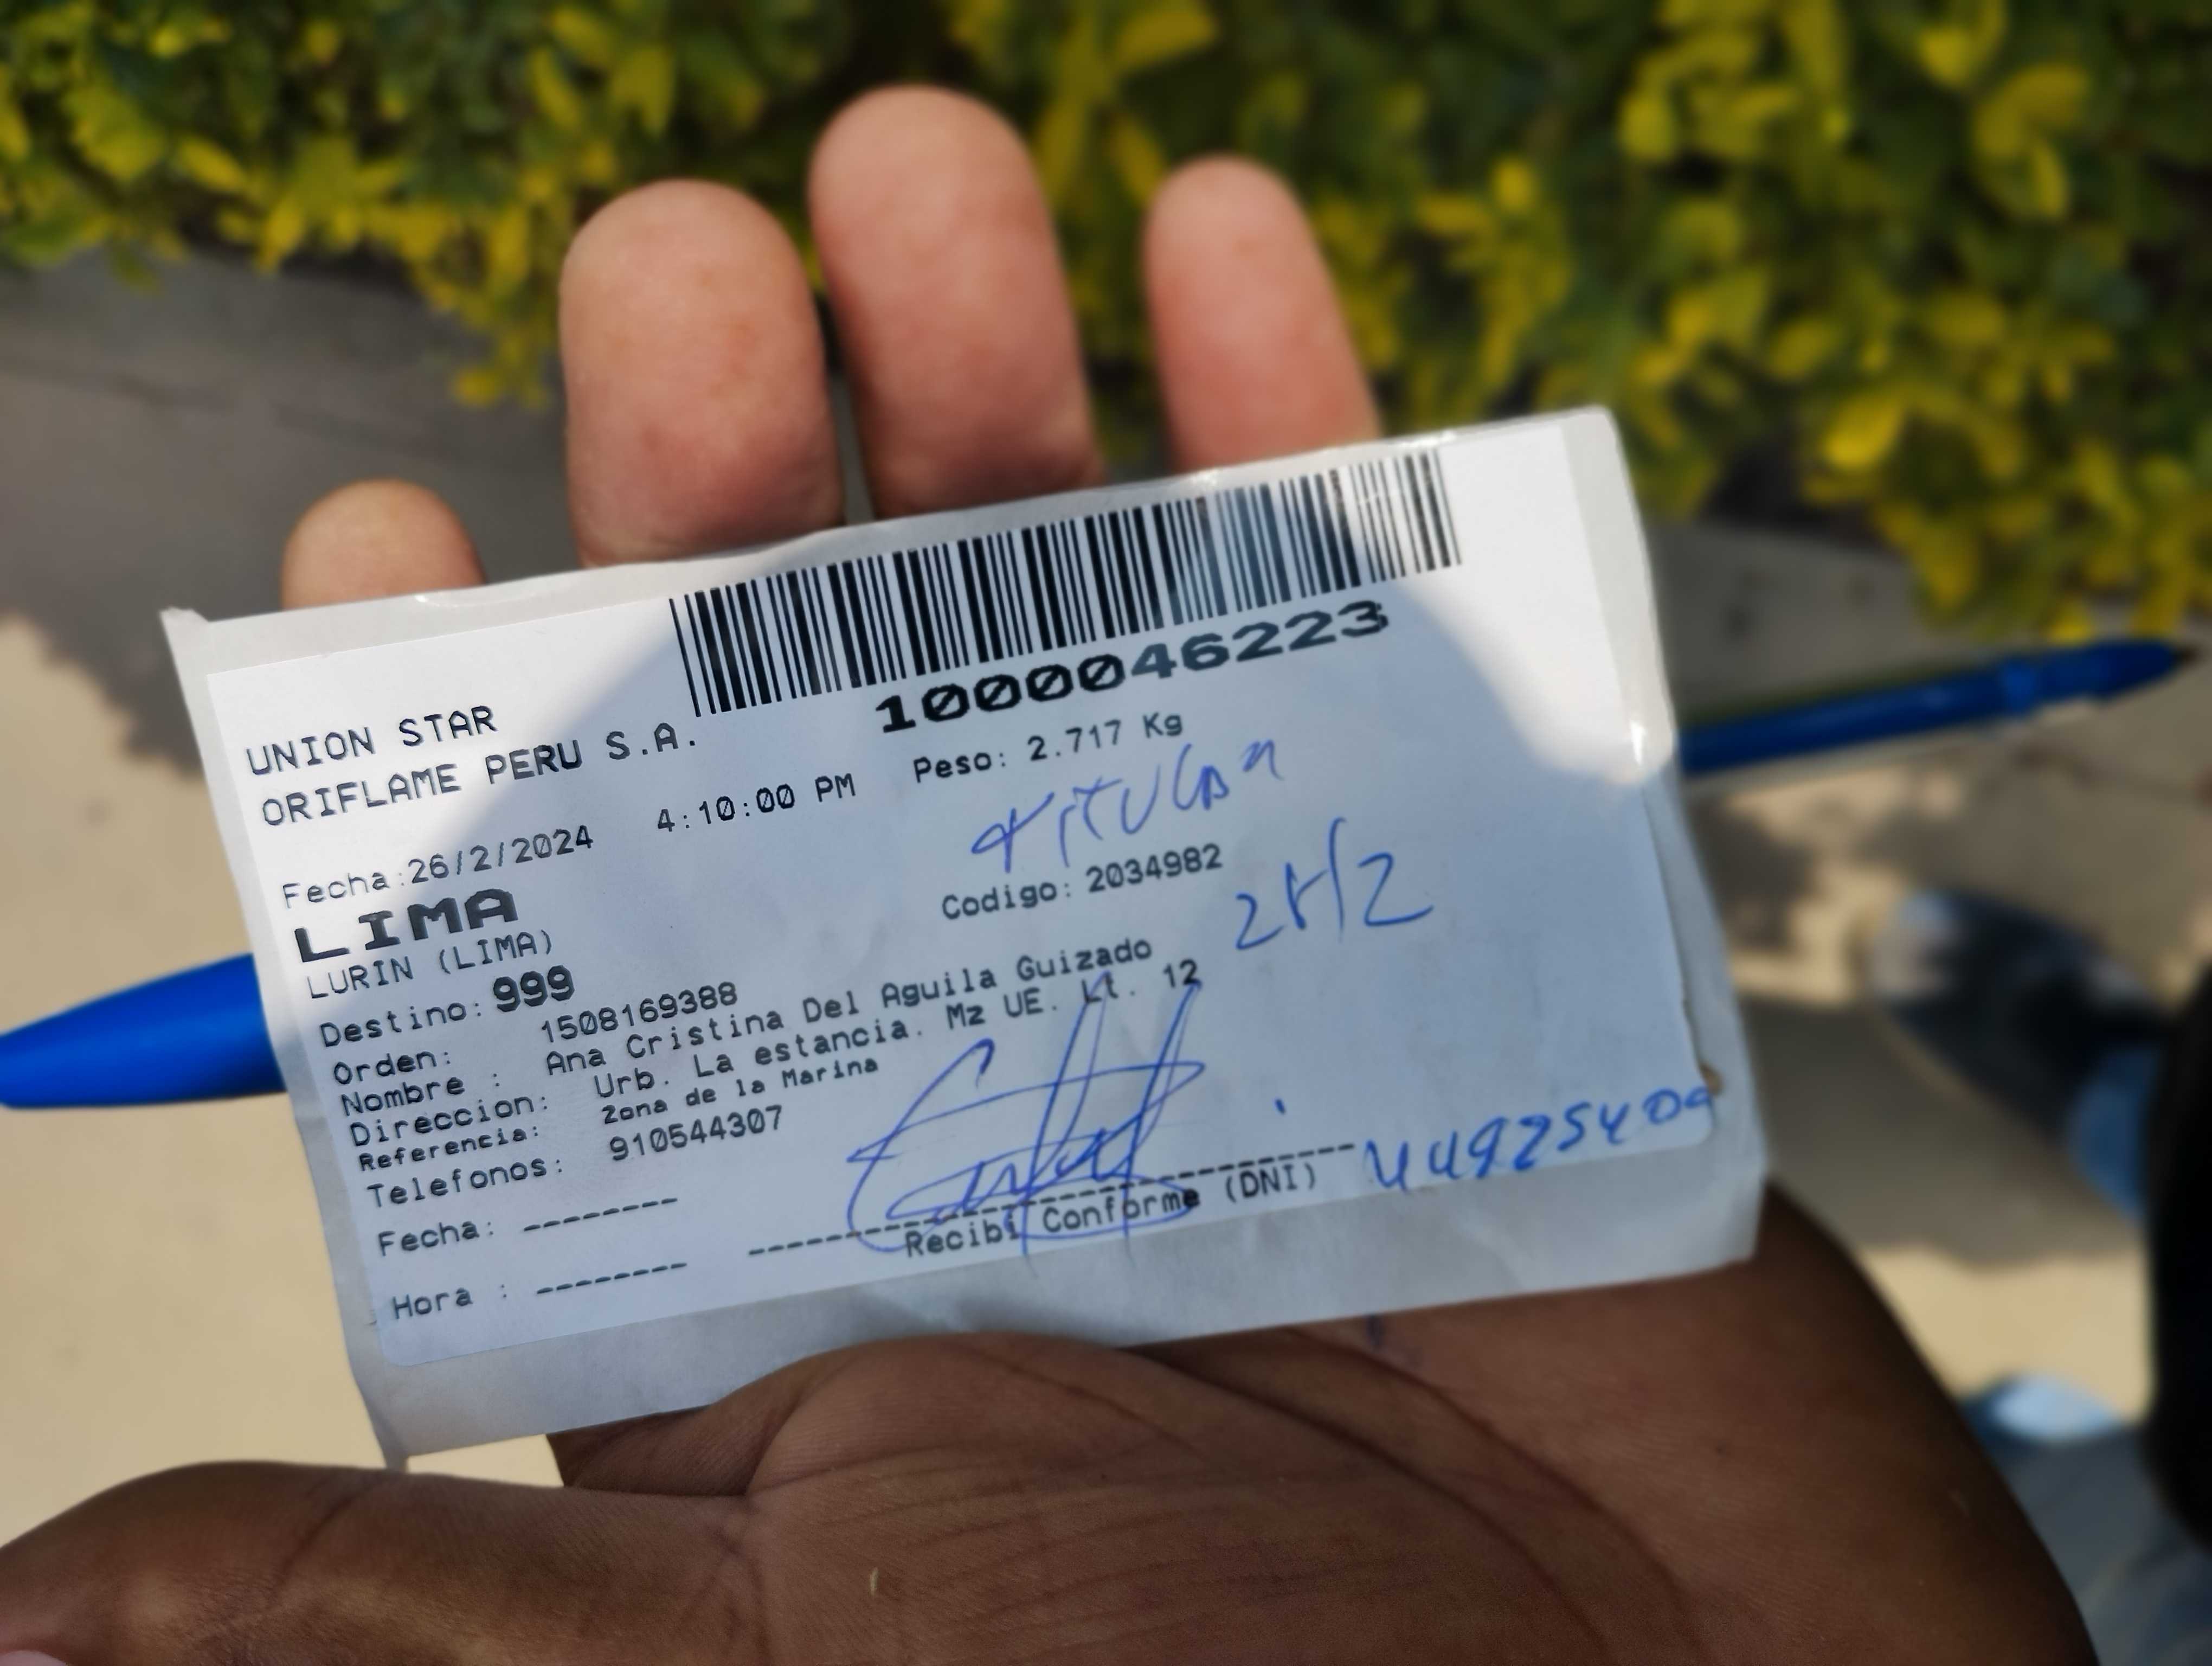 1000046223
UNION STAR
ORIFLAME PERU S.A.
Peso: 2.717 Kg
Fecha:26/2/2024 4:10:00 PM
TITULAR
LIMA
Codigo: 2034982
LURIN (LIMA)
Destino: 999
Orden: 1508169388
Nombre : Ana Cristina Del Aguila Guizado
Direccion: Urb. La estancia. Mz UE. Lt. 12
Referencia: Zona de la Marina
Telefonos: 910544307
Fecha: --------
Recibi Conforme (DNI)
Hora : --------